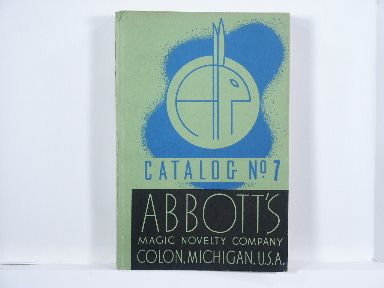 CATALOG No 7
ABBOTT'S
MAGIC NOVELTY COMPANY
COLON, MICHIGAN, U.S.A.